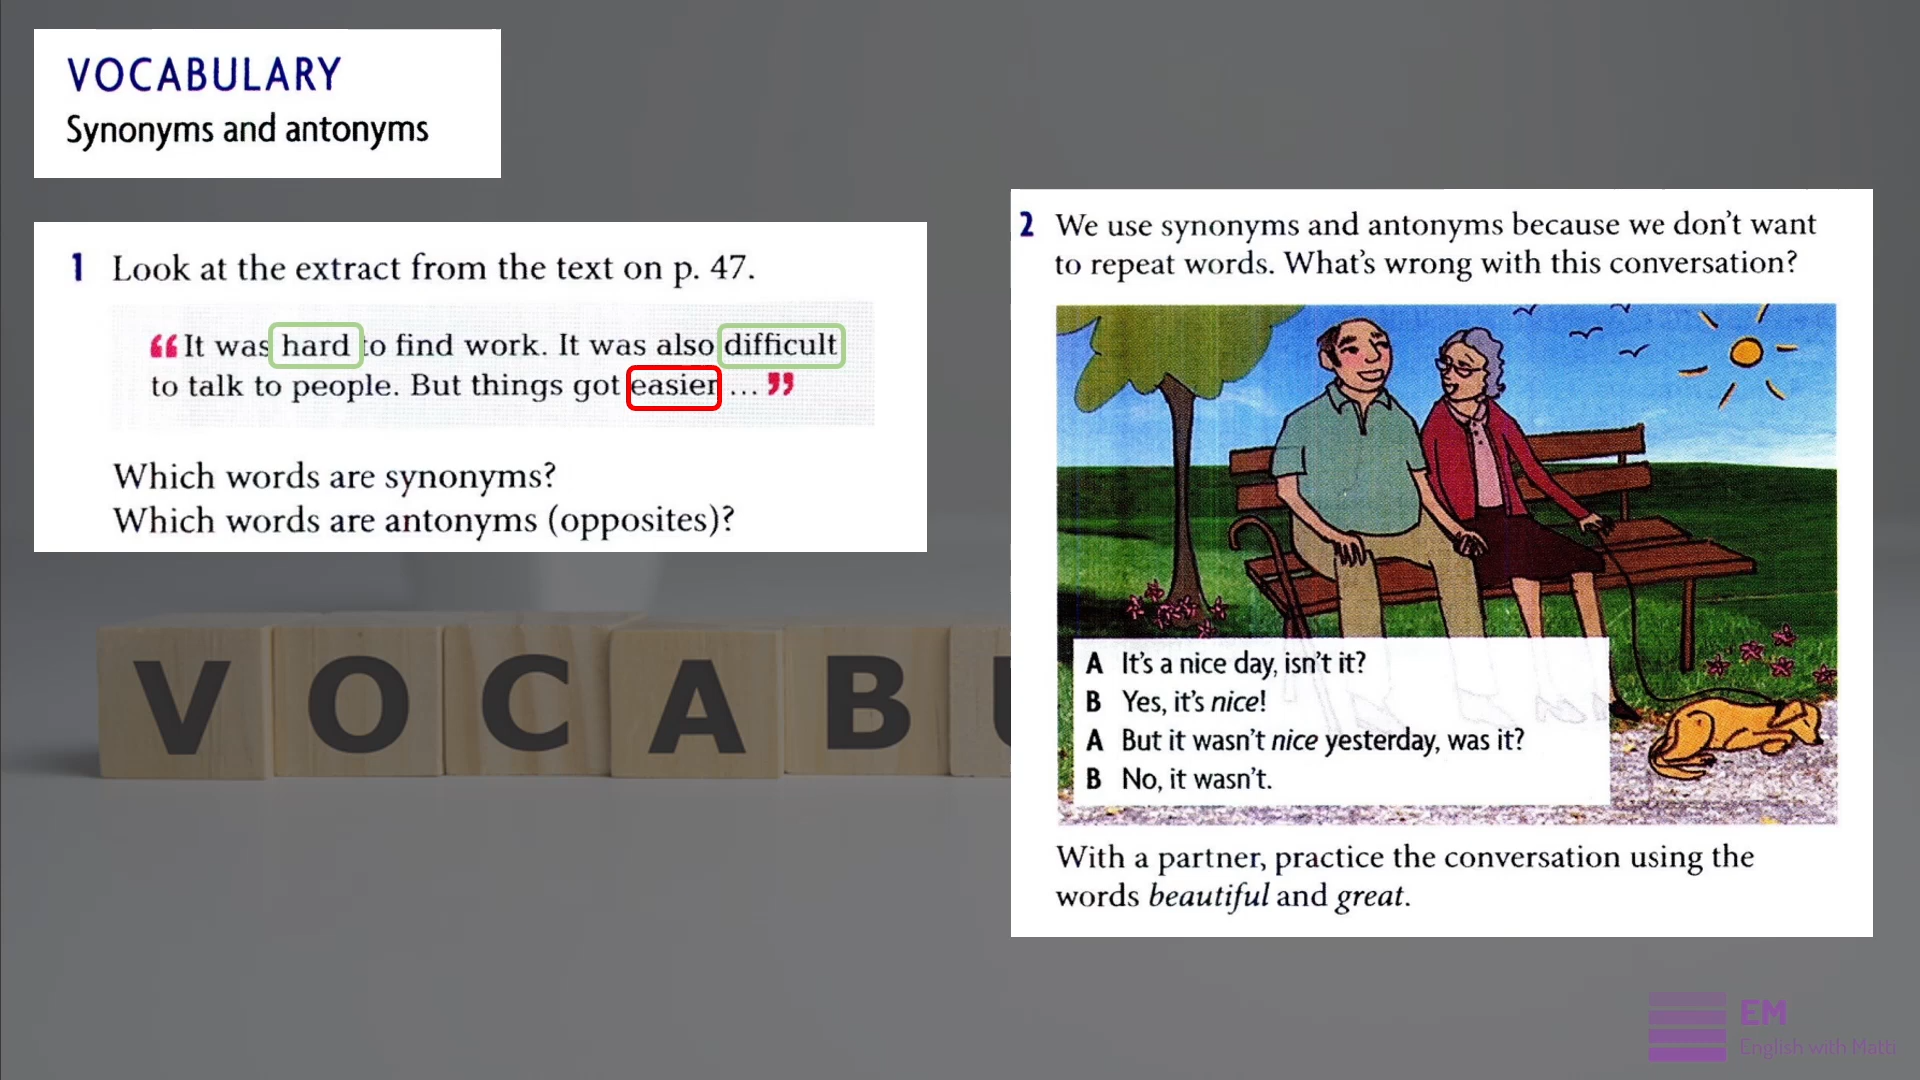 VOCABULARY
Synonyms and antonyms
1 Look at the extract from the text on p. 47.
“It was hard to find work. It was also difficult
to talk to people. But things got easier ...”
Which words are synonyms?
Which words are antonyms (opposites)?
2 We use synonyms and antonyms because we don't want
to repeat words. What's wrong with this conversation?
A It's a nice day, isn't it?
B Yes, it's nice!
A But it wasn't nice yesterday, was it?
B No, it wasn't.
With a partner, practice the conversation using the
words beautiful and great.
VOCAB
EM
English with Matti